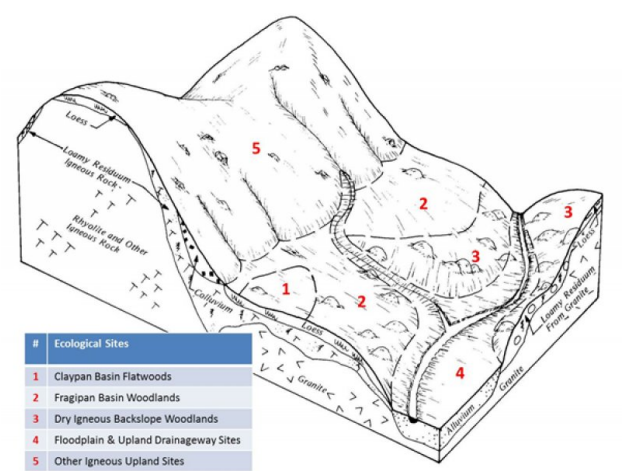 5
2
3
3
1
2
4
Loess
Loamy Residuum
Igneous Rock
Rhyolite and Other
Igneous Rock
Colluvium
Loess
Granite
Alluvium
Granite
Loamy Residuum
From Granite
Loess
# Ecological Sites
1 Claypan Basin Flatwoods
2 Fragipan Basin Woodlands
3 Dry Igneous Backslope Woodlands
4 Floodplain & Upland Drainageway Sites
5 Other Igneous Upland Sites